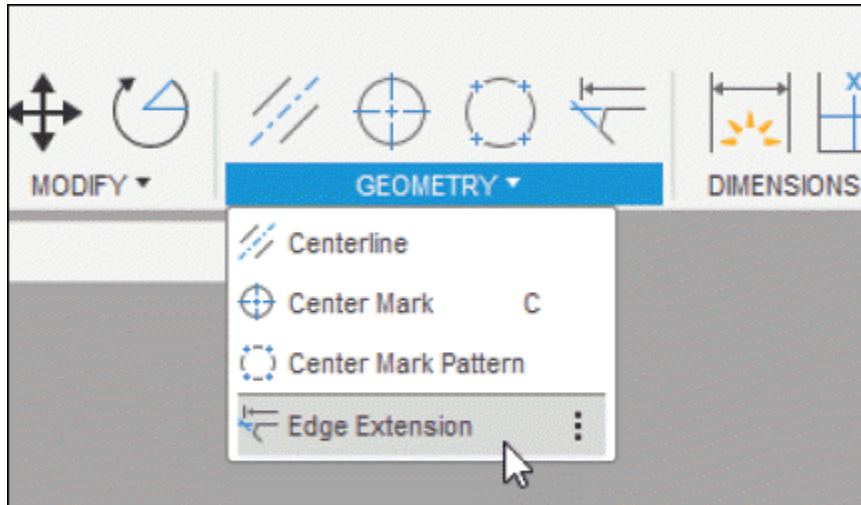 MODIFY GEOMETRY DIMENSIONS
Centerline
Center Mark C
Center Mark Pattern
Edge Extension